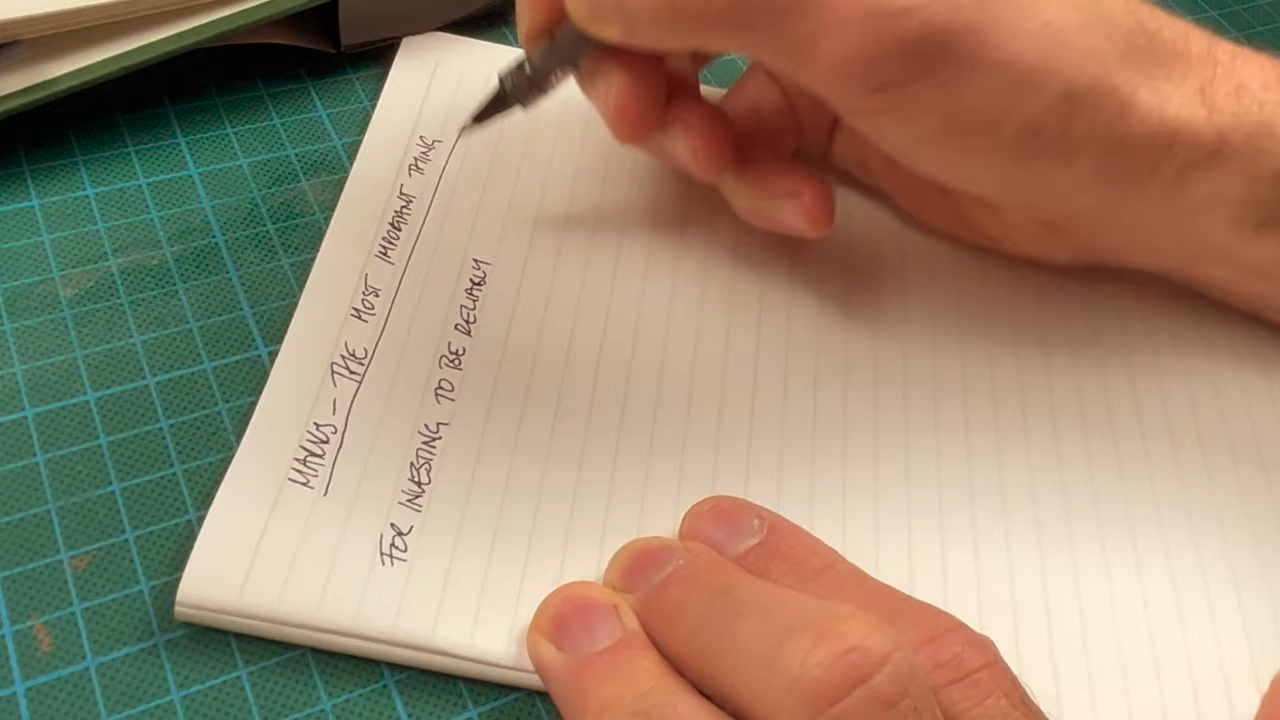 MARKS – THE MOST IMPORTANT THING
FOR INVESTING TO BE RELIABLY